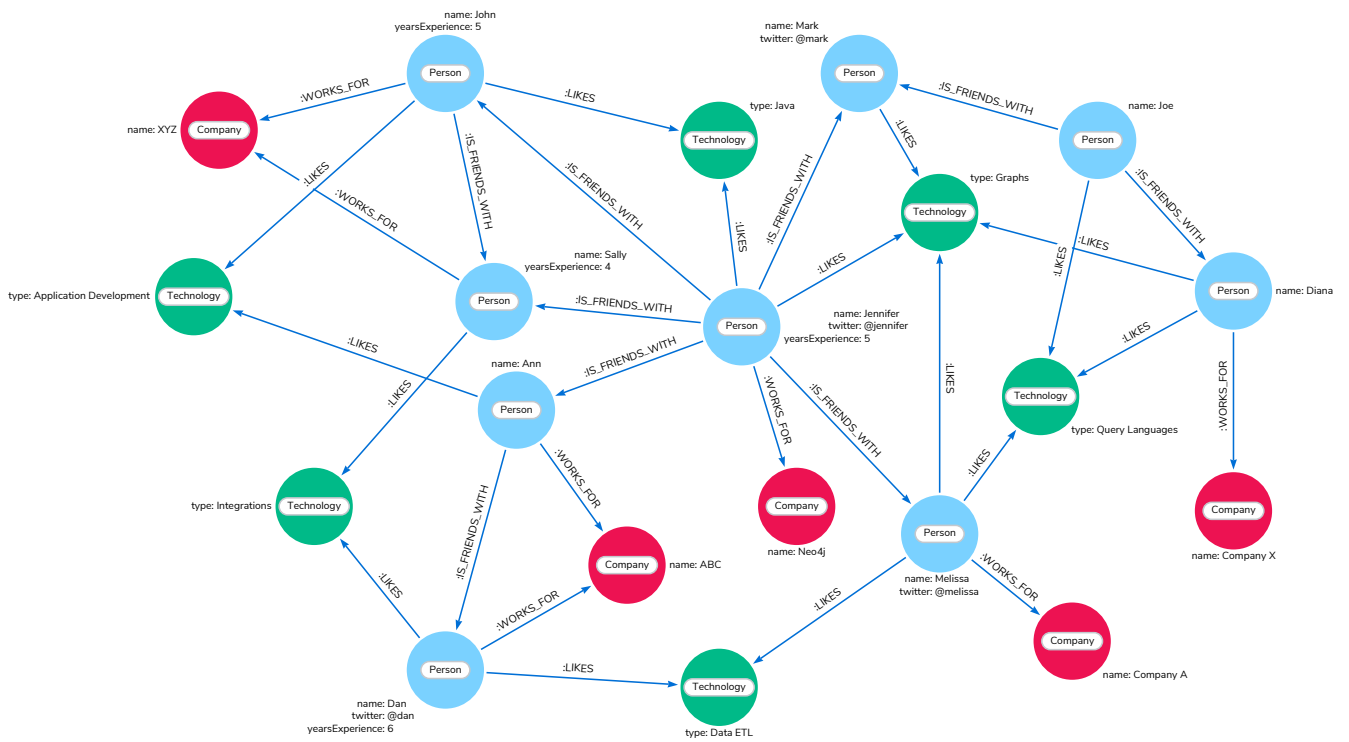 name: John
yearsExperience: 5
Person
name: Mark
twitter: @mark
Person
:IS_FRIENDS_WITH
name: Joe
Person
:WORKS_FOR
:LIKES
type: Java
Technology
name: XYZ
Company
:LIKES
:IS_FRIENDS_WITH
:IS_FRIENDS_WITH
:LIKES
type: Graphs
Technology
:IS_FRIENDS_WITH
:WORKS_FOR
:IS_FRIENDS_WITH
:LIKES
:LIKES
:LIKES
:LIKES
name: Sally
yearsExperience: 4
Person
type: Application Development
Technology
:IS_FRIENDS_WITH
Person
name: Jennifer
twitter: @jennifer
yearsExperience: 5
Person
name: Diana
:LIKES
:IS_FRIENDS_WITH
:LIKES
name: Ann
Person
:LIKES
:WORKS_FOR
:IS_FRIENDS_WITH
:LIKES
Technology
type: Query Languages
:WORKS_FOR
:WORKS_FOR
:LIKES
type: Integrations
Technology
:IS_FRIENDS_WITH
Company
name: Neo4j
Person
name: Melissa
twitter: @melissa
Company
name: Company X
Company
name: ABC
:LIKES
:WORKS_FOR
:LIKES
:WORKS_FOR
Company
name: Company A
Person
name: Dan
twitter: @dan
yearsExperience: 6
:LIKES
Technology
type: Data ETL